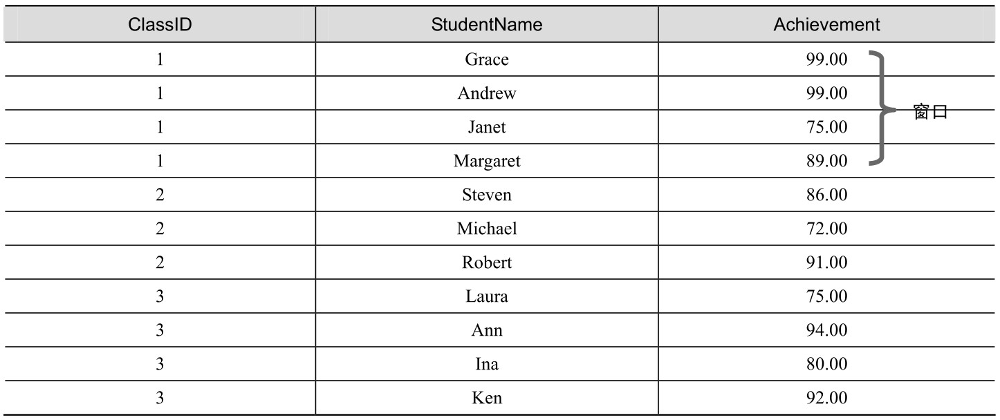 ClassID StudentName Achievement
1 Grace 99.00
1 Andrew 99.00
窗口
1 Janet 75.00
1 Margaret 89.00
2 Steven 86.00
2 Michael 72.00
2 Robert 91.00
3 Laura 75.00
3 Ann 94.00
3 Ina 80.00
3 Ken 92.00